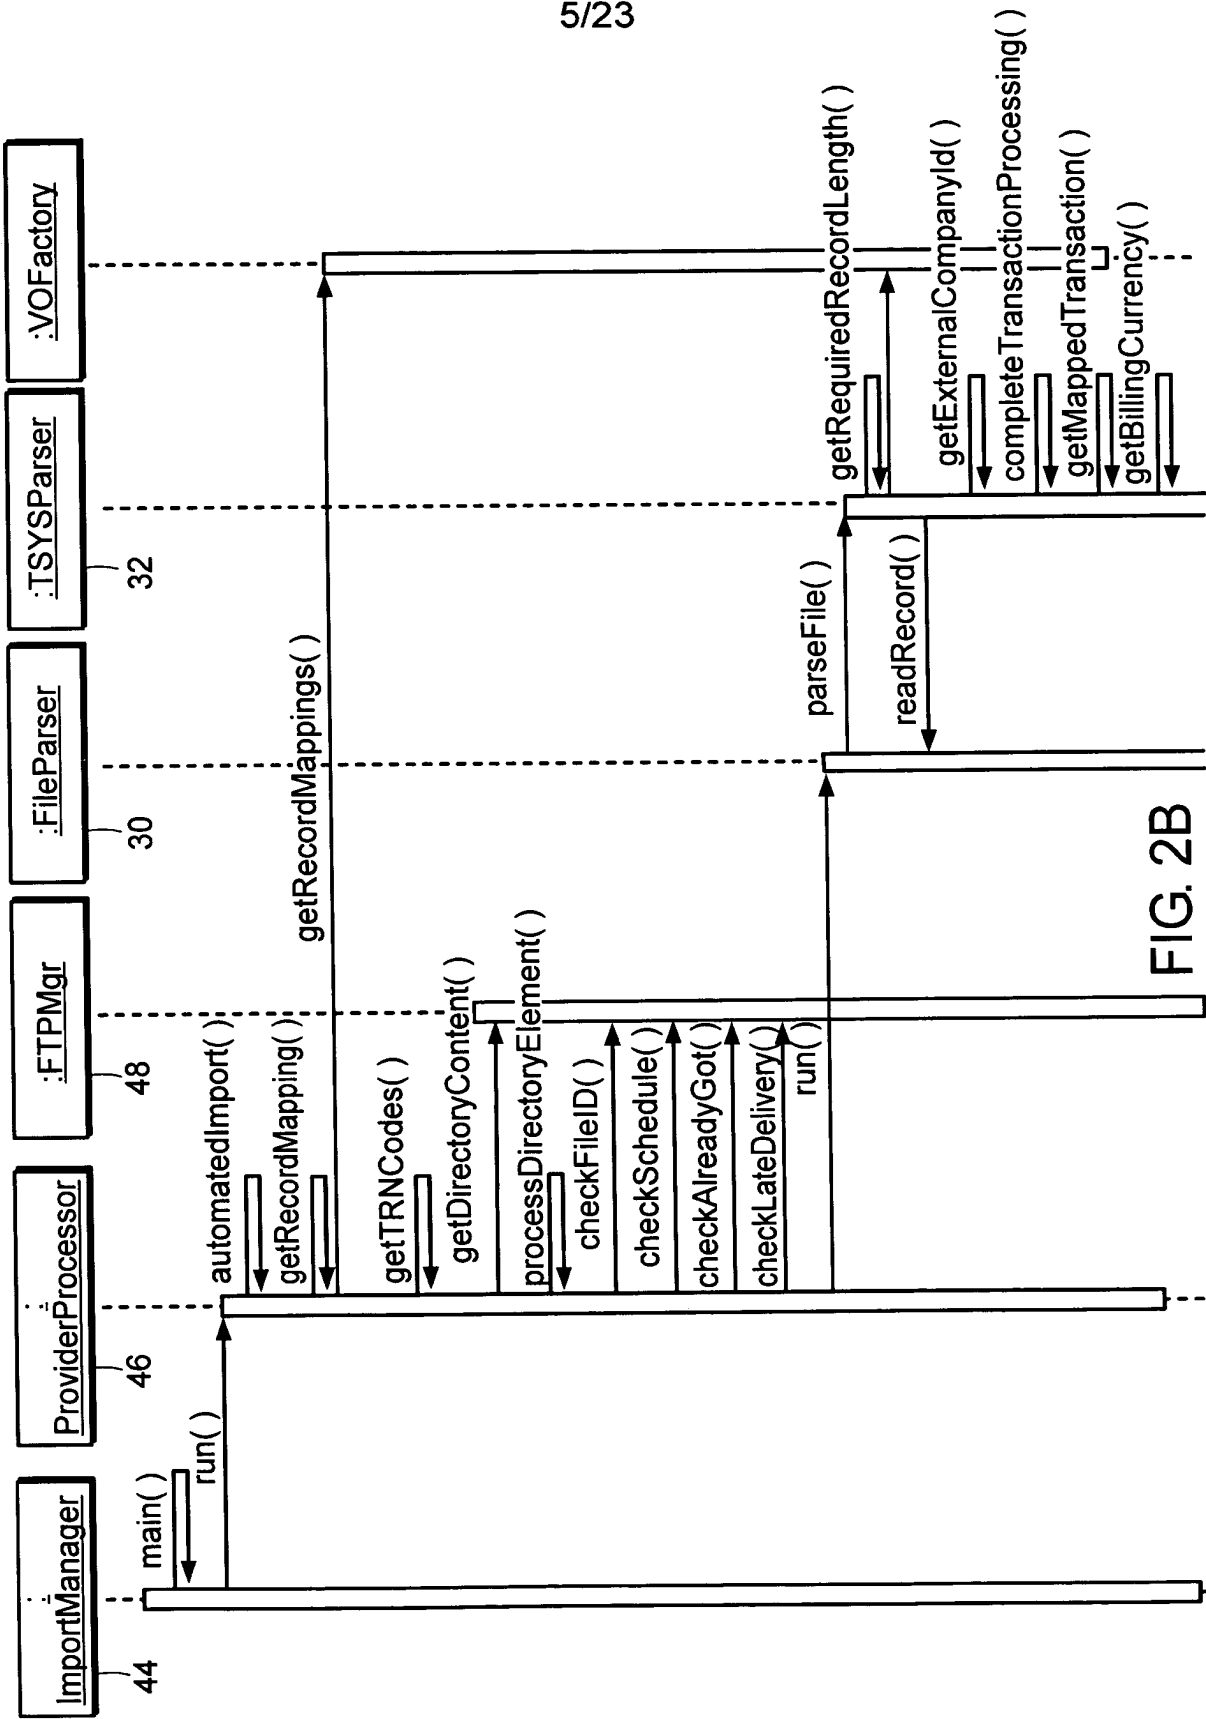 5/23
:
ImportManager
44
:
ProviderProcessor
46
:FTPMgr
48
:FileParser
30
:TSYSParser
32
:VOFactory
main( )
run( )
automatedImport( )
getRecordMapping( )
getRecordMappings( )
getTRNCodes( )
getDirectoryContent( )
processDirectoryElement( )
checkFileID( )
checkSchedule( )
checkAlreadyGot( )
checkLateDelivery( )
run( )
parseFile( )
getRequiredRecordLength( )
readRecord( )
getExternalCompanyId( )
completeTransactionProcessing( )
getMappedTransaction( )
getBillingCurrency( )
FIG. 2B